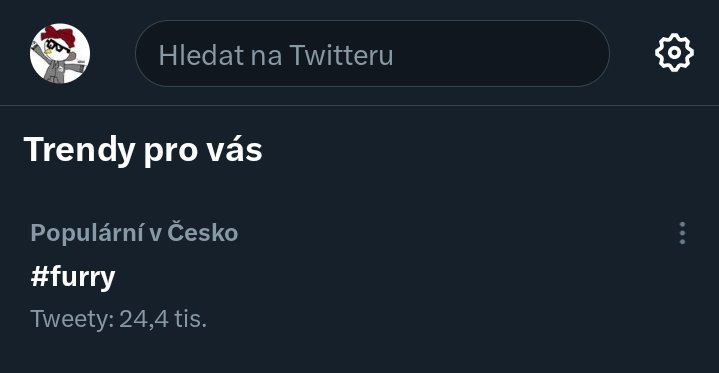 Hledat na Twitteru
Trendy pro vás
Populární v Česko
#furry
Tweety: 24,4 tis.